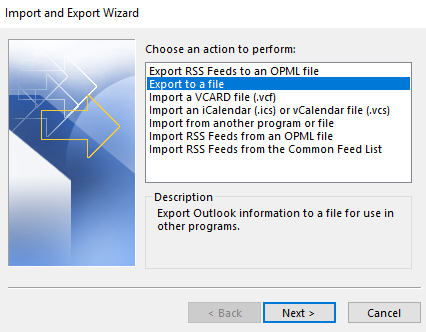 Import and Export Wizard
Choose an action to perform:
Export RSS Feeds to an OPML file
Export to a file
Import a VCARD file (.vcf)
Import an iCalendar (.ics) or vCalendar file (.vcs)
Import from another program or file
Import RSS Feeds from an OPML file
Import RSS Feeds from the Common Feed List
Description
Export Outlook information to a file for use in
other programs.
< Back
Next >
Cancel